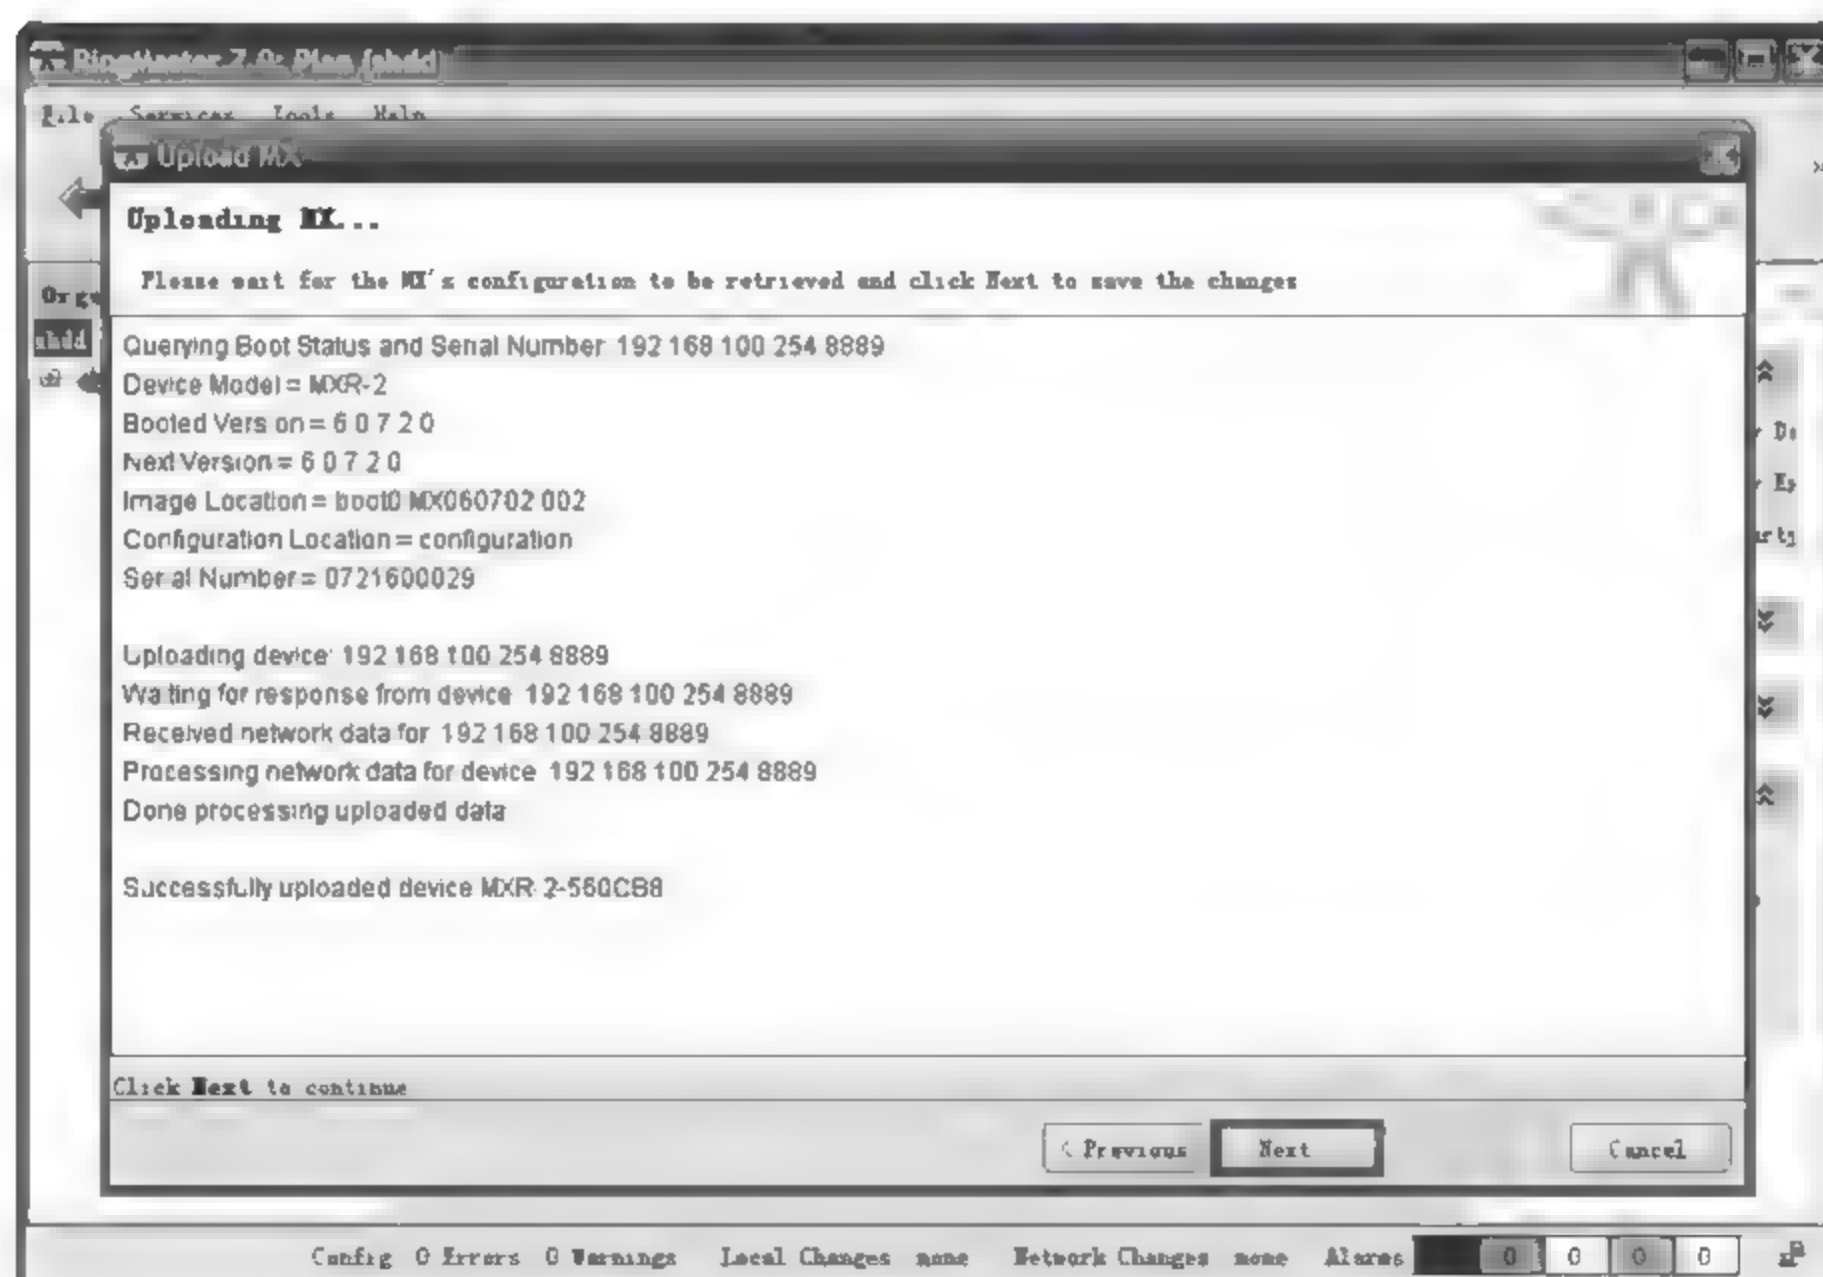 RingMaster 7.0: Plan [shdd]
File Services Tools Help
Upload MX
Uploading MX...
Please wait for the MX's configuration to be retrieved and click Next to save the changes
shdd
Querying Boot Status and Serial Number 192 168 100 254 8889
Device Model = MXR-2
Booted Version = 6 0 7 2 0
Next Version = 6 0 7 2 0
Image Location = boot0 MX060702 002
Configuration Location = configuration
Serial Number = 0721600029
Uploading device: 192 168 100 254 8889
Waiting for response from device 192 168 100 254 8889
Received network data for 192 168 100 254 8889
Processing network data for device 192 168 100 254 8889
Done processing uploaded data
Successfully uploaded device MXR-2-560CB8
Click Next to continue
< Previous Next Cancel
Config 0 Errors 0 Warnings Local Changes none Network Changes none Alarms 0 0 0 0